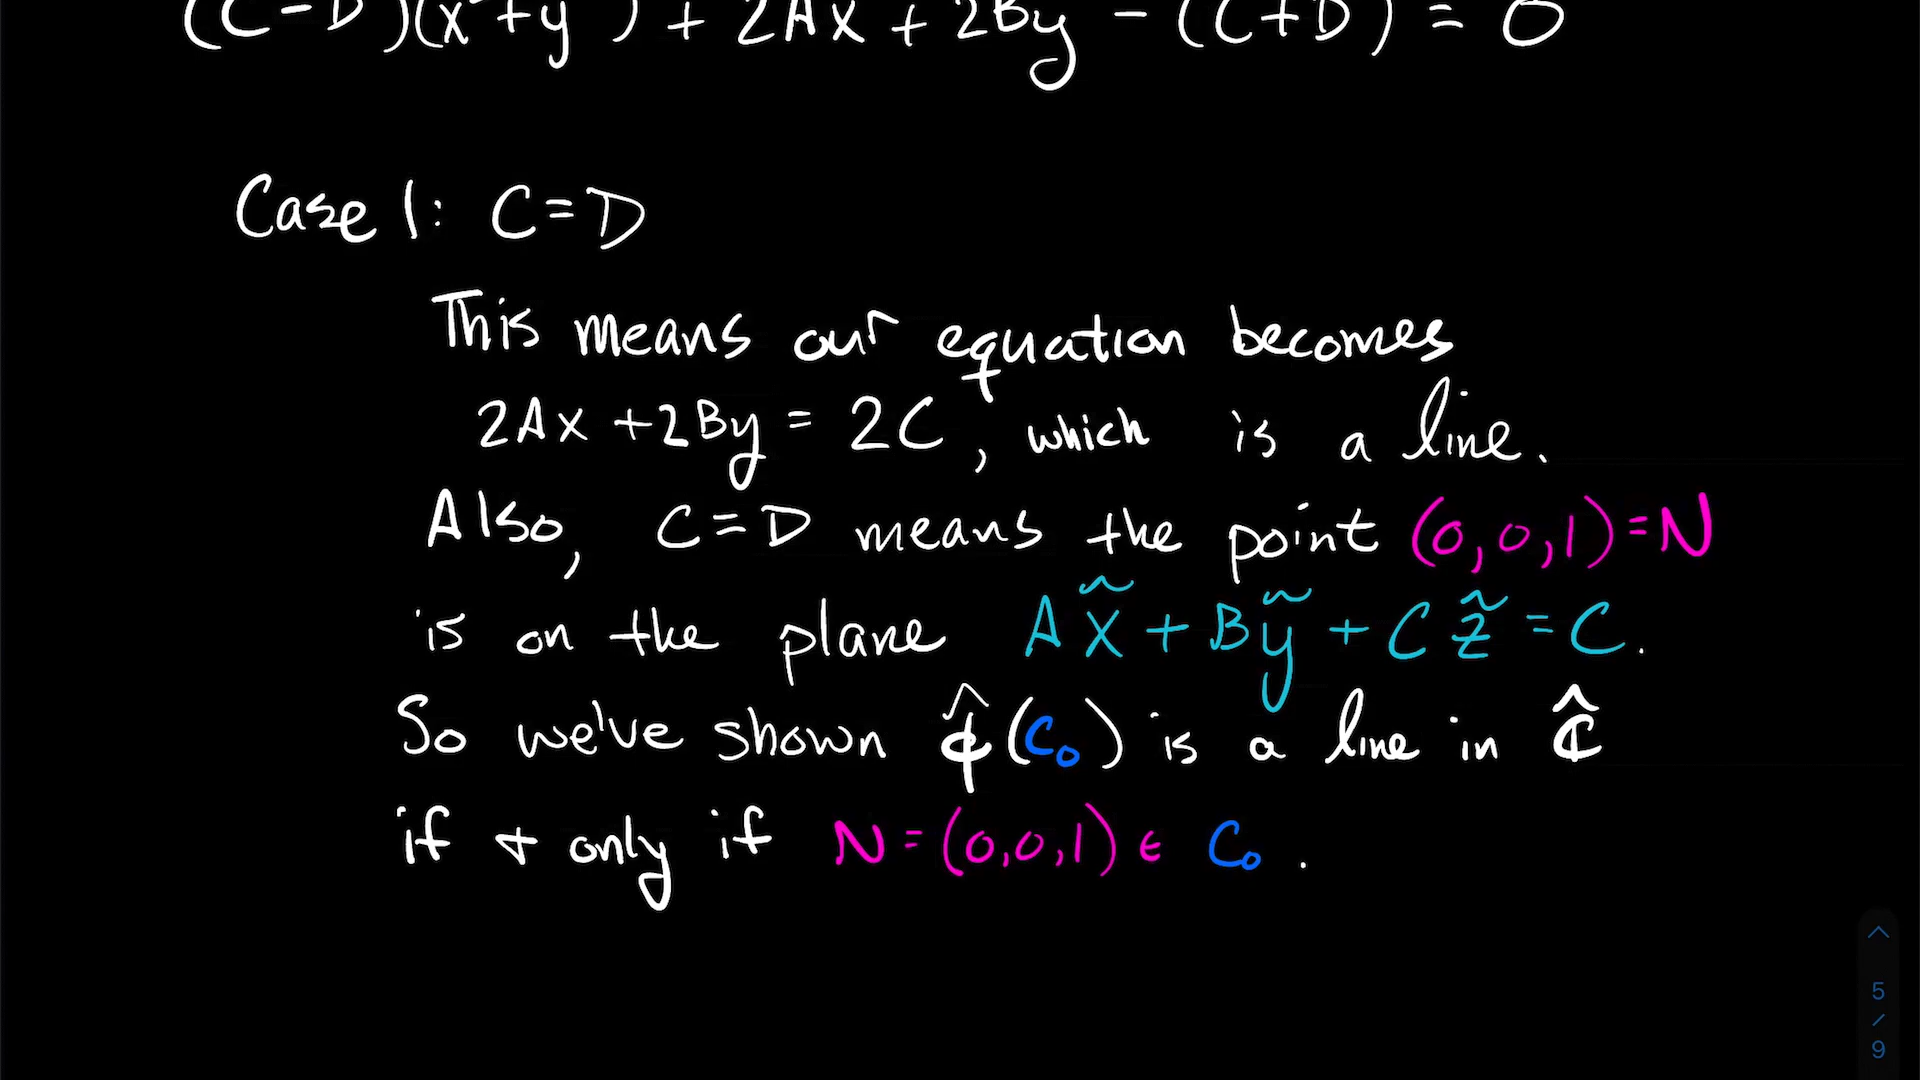 (C-D)(x²+y²) + 2Ax + 2By - (C+D) = 0
Case 1: C=D
This means our equation becomes
2Ax + 2By = 2C, which is a line.
Also, C=D means the point (0,0,1)=N
is on the plane Ax̃ + Bỹ + Cz̃ = C.
So we've shown φ̂(C₀) is a line in ℂ̂
if + only if N=(0,0,1) ∈ C₀.
5
/
9